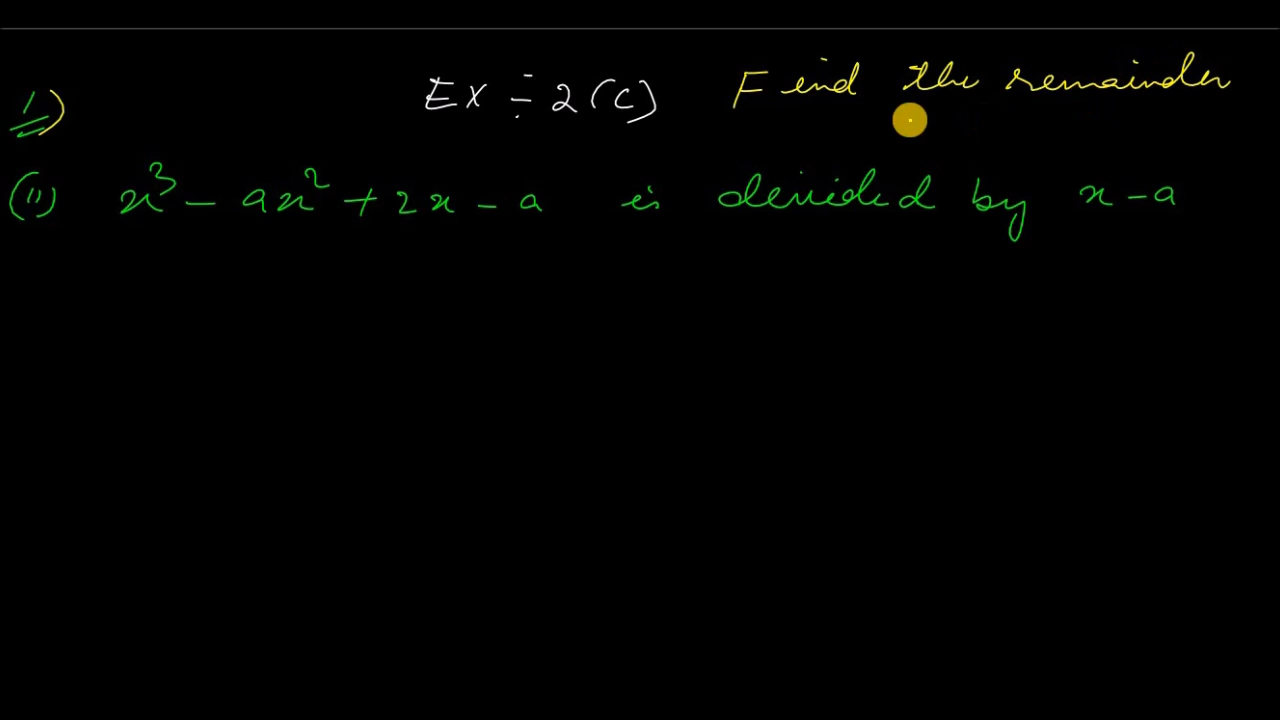 1) EX ÷ 2(C) Find the remainder
(ii) x³ - ax² + 2x - a is divided by x - a